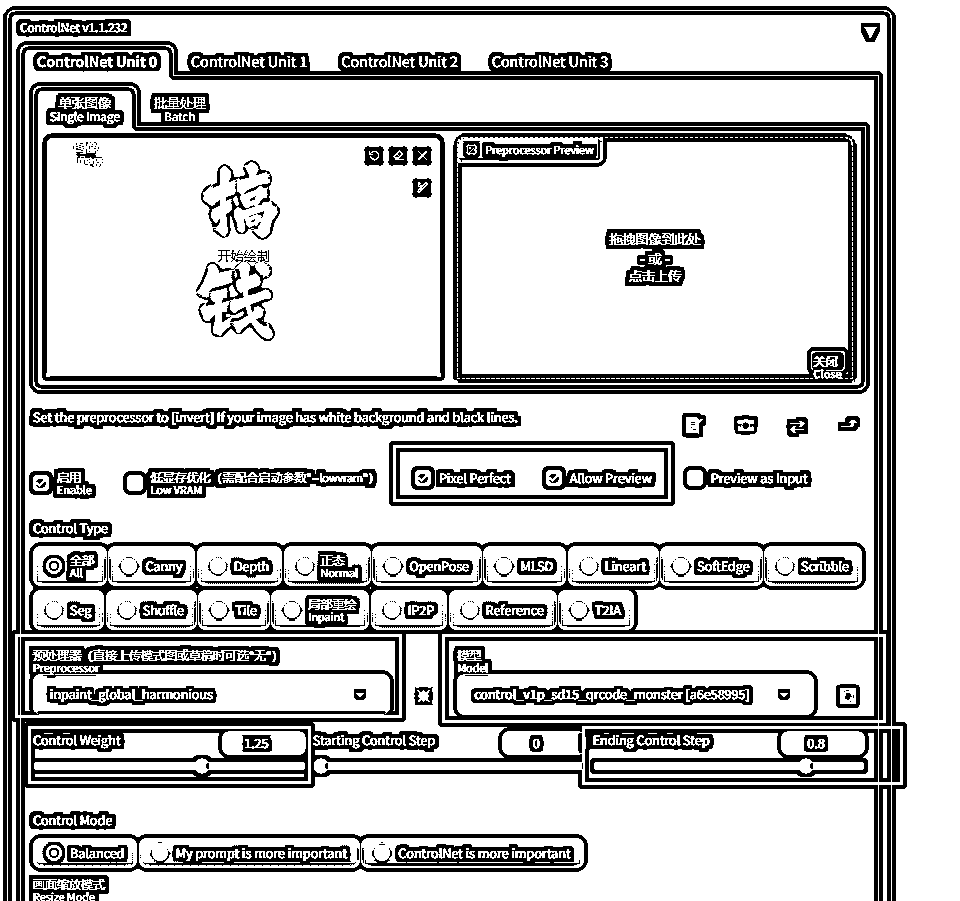 ControlNet v1.1.232
ControlNet Unit 0 ControlNet Unit 1 ControlNet Unit 2 ControlNet Unit 3
单张图像 批量处理
Single Image Batch
图像
Image
Preprocessor Preview
搞
开始绘制
钱
拖拽图像到此处
- 或 -
点击上传
关闭
Close
Set the preprocessor to [invert] If your image has white background and black lines.
启用
Enable
低显存优化（需配合启动参数"--lowvram"）
Low VRAM
Pixel Perfect Allow Preview Preview as Input
Control Type
全部
All
Canny Depth
正态
Normal
OpenPose MLSD Lineart SoftEdge Scribble
Seg Shuffle Tile
局部重绘
Inpaint
IP2P Reference T2IA
预处理器（直接上传模式图或草稿时可选"无"）
Preprocessor
inpaint_global_harmonious
模型
Model
control_v1p_sd15_qrcode_monster [a6e58995]
Control Weight 1.25 Starting Control Step 0 Ending Control Step 0.8
Control Mode
Balanced My prompt is more important ControlNet is more important
画面缩放模式
Resize Mode